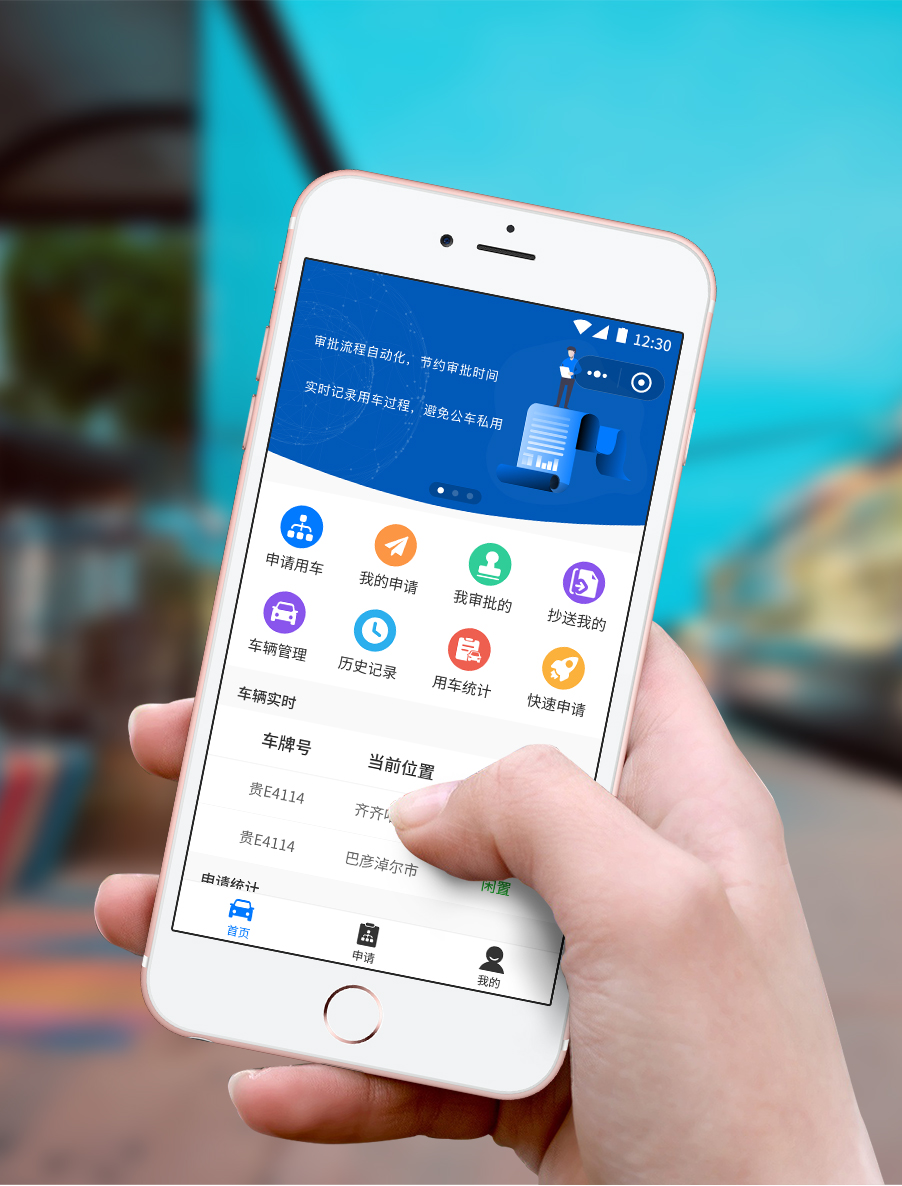 12:30
审批流程自动化，节约审批时间
实时记录用车过程，避免公车私用
申请用车 我的申请 我审批的 抄送我的
车辆管理 历史记录 用车统计 快速申请
车辆实时
车牌号 当前位置
贵E4114 齐齐
贵E4114 巴彦淖尔市 闲置
申请统计
首页 申请 我的